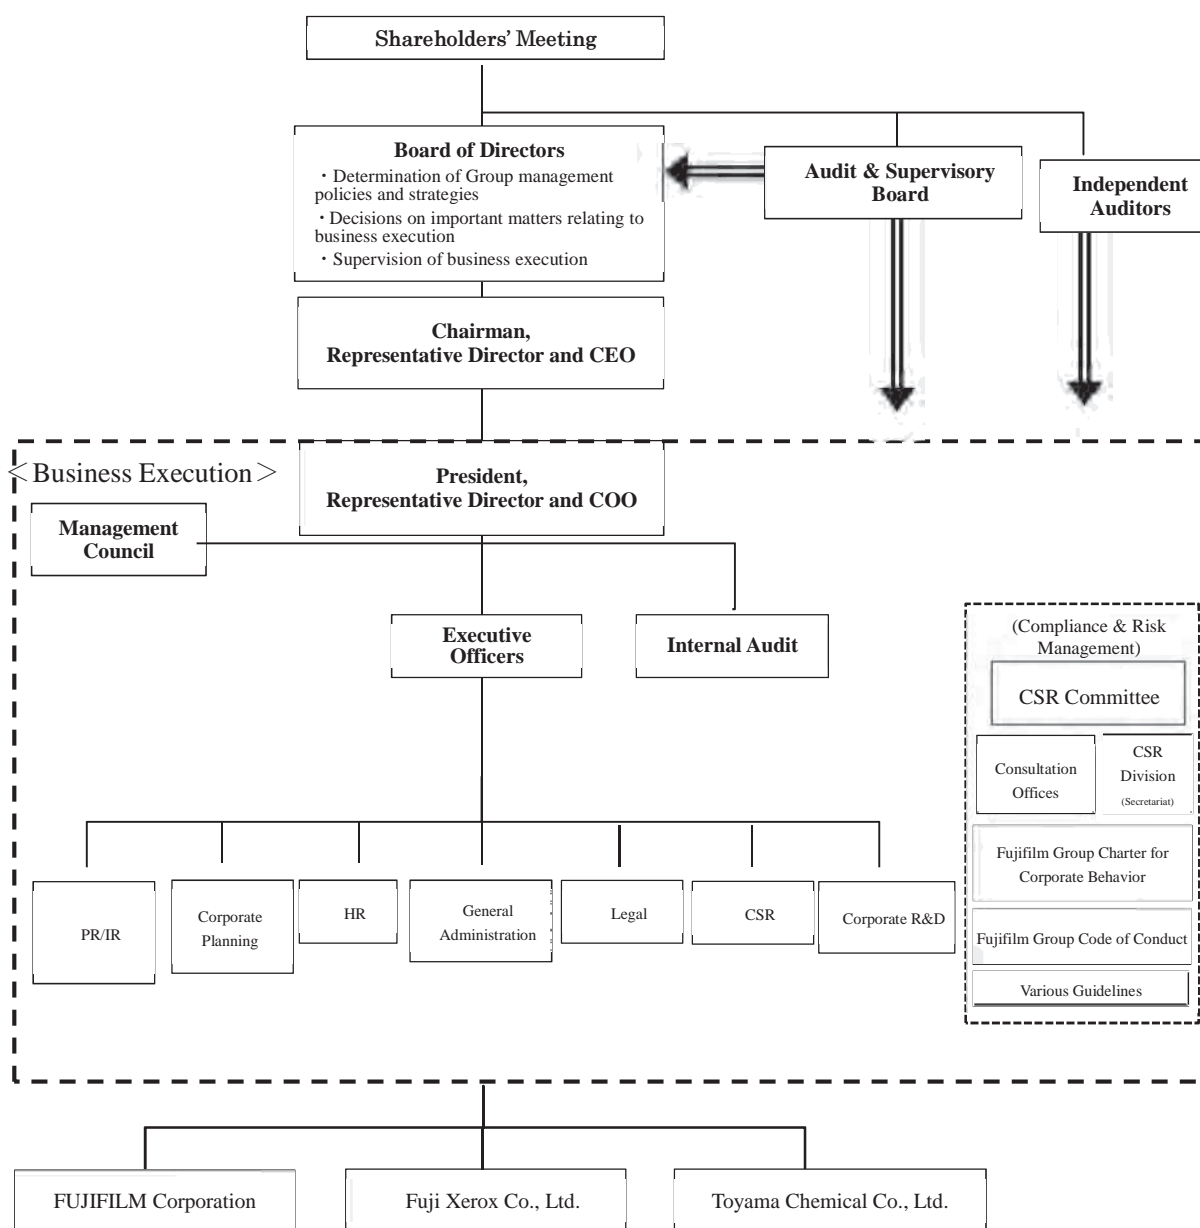 Shareholders' Meeting
Board of Directors
・Determination of Group management
policies and strategies
・Decisions on important matters relating to
business execution
・Supervision of business execution
Audit & Supervisory
Board
Independent
Auditors
Chairman,
Representative Director and CEO
<Business Execution>
President,
Representative Director and COO
Management
Council
Executive
Officers
Internal Audit
(Compliance & Risk
Management)
CSR Committee
Consultation
Offices
CSR
Division
(Secretariat)
Fujifilm Group Charter for
Corporate Behavior
Fujifilm Group Code of Conduct
Various Guidelines
PR/IR
Corporate
Planning
HR
General
Administration
Legal
CSR
Corporate R&D
FUJIFILM Corporation
Fuji Xerox Co., Ltd.
Toyama Chemical Co., Ltd.